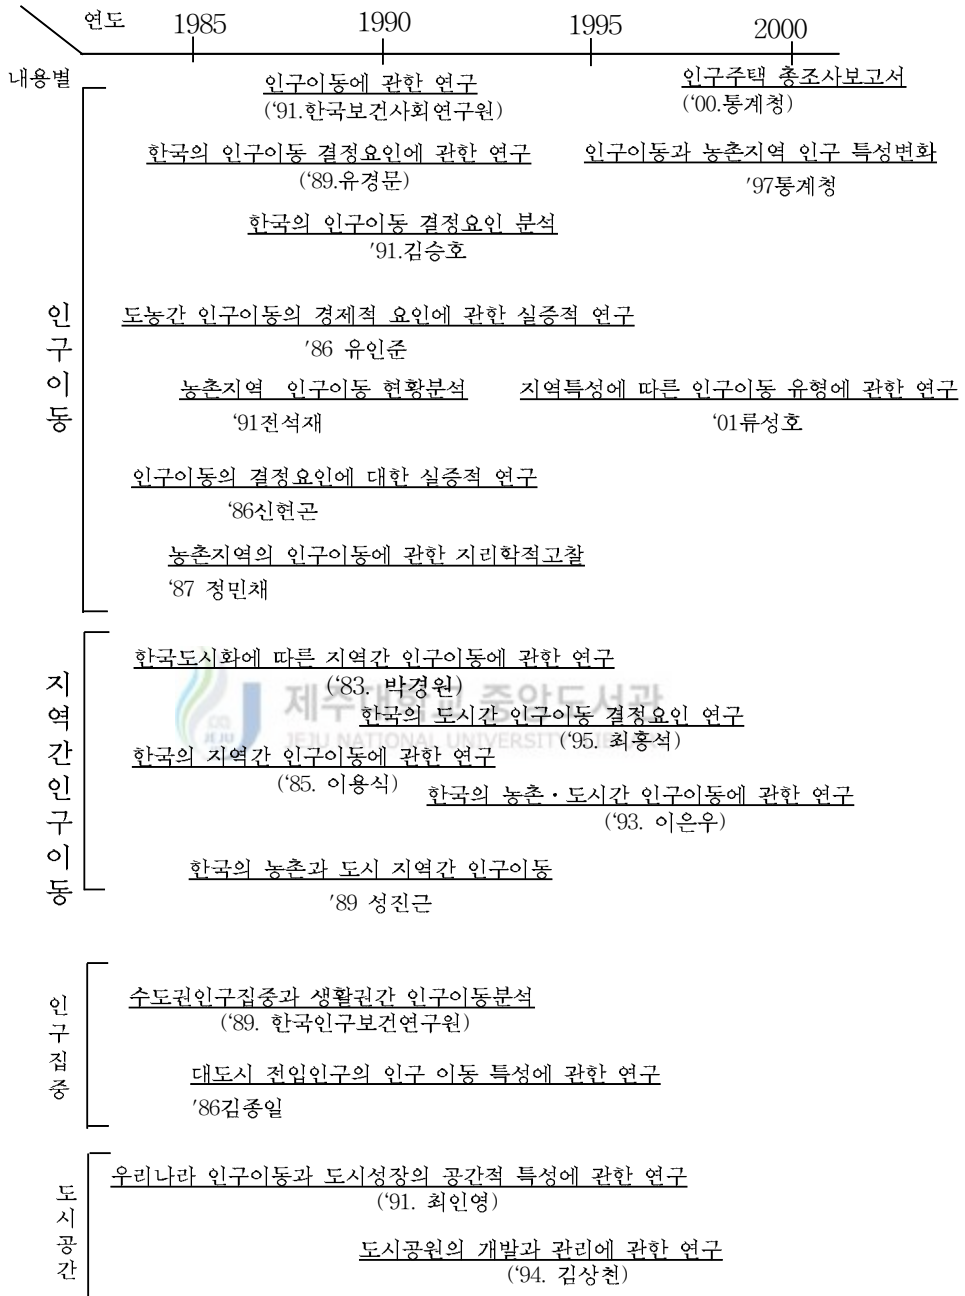 연도
1985 1990 1995 2000
내용별
인구이동
인구이동에 관한 연구
(‘91.한국보건사회연구원)
인구주택 총조사보고서
(‘00.통계청)
한국의 인구이동 결정요인에 관한 연구
(‘89.유경문)
인구이동과 농촌지역 인구 특성변화
'97통계청
한국의 인구이동 결정요인 분석
'91.김승호
도농간 인구이동의 경제적 요인에 관한 실증적 연구
'86 유인준
농촌지역 인구이동 현황분석
‘91전석재
지역특성에 따른 인구이동 유형에 관한 연구
‘01류성호
인구이동의 결정요인에 대한 실증적 연구
‘86신현곤
농촌지역의 인구이동에 관한 지리학적고찰
‘87 정민채
지역간인구이동
한국도시화에 따른 지역간 인구이동에 관한 연구
(‘83. 박경원)
제주대학교 중앙도서관
JEJU
JEJU NATIONAL UNIVERSITY LIBRARY
한국의 도시간 인구이동 결정요인 연구
(‘95. 최홍석)
한국의 지역간 인구이동에 관한 연구
(‘85. 이용식)
한국의 농촌·도시간 인구이동에 관한 연구
(‘93. 이은우)
한국의 농촌과 도시 지역간 인구이동
'89 성진근
인구집중
수도권인구집중과 생활권간 인구이동분석
(‘89. 한국인구보건연구원)
대도시 전입인구의 인구 이동 특성에 관한 연구
'86김종일
도시공간
우리나라 인구이동과 도시성장의 공간적 특성에 관한 연구
(‘91. 최인영)
도시공원의 개발과 관리에 관한 연구
(‘94. 김상천)